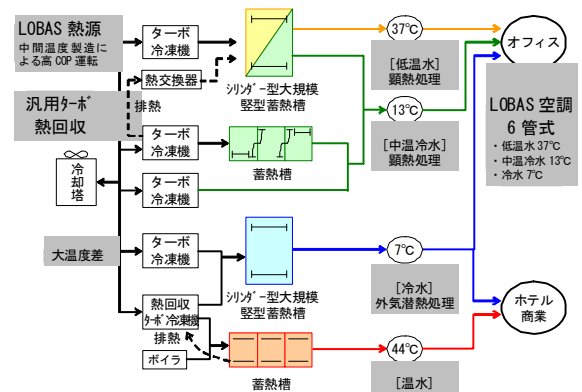 LOBAS 熱源
中間温度製造に
よる高 COP 運転
ターボ
冷凍機
熱交換器
排熱
汎用ﾀｰﾎﾞ
熱回収
ターボ
冷凍機
ターボ
冷凍機
冷却塔
大温度差
ターボ
冷凍機
熱回収
ﾀｰﾎﾞ冷凍機
排熱
ボイラ
ｼﾘﾝﾀﾞｰ型大規模
竪型蓄熱槽
蓄熱槽
ｼﾘﾝﾀﾞｰ型大規模
竪型蓄熱槽
蓄熱槽
37℃
[低温水]
顕熱処理
13℃
[中温冷水]
顕熱処理
7℃
[冷水]
外気潜熱処理
44℃
[温水]
オフィス
LOBAS 空調
6 管式
・低温水 37℃
・中温冷水 13℃
・冷水 7℃
ホテル
商業